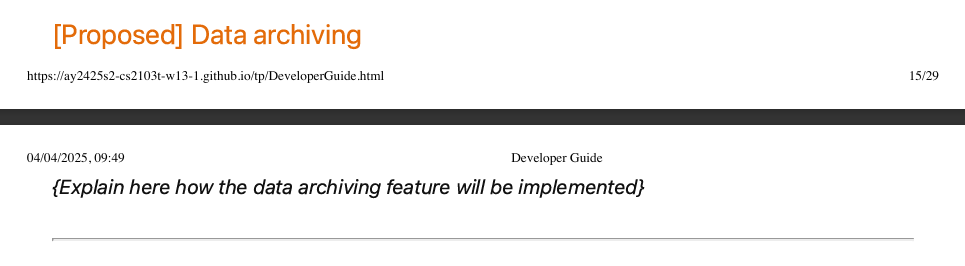 [Proposed] Data archiving
https://ay2425s2-cs2103t-w13-1.github.io/tp/DeveloperGuide.html 15/29
04/04/2025, 09:49 Developer Guide
{Explain here how the data archiving feature will be implemented}